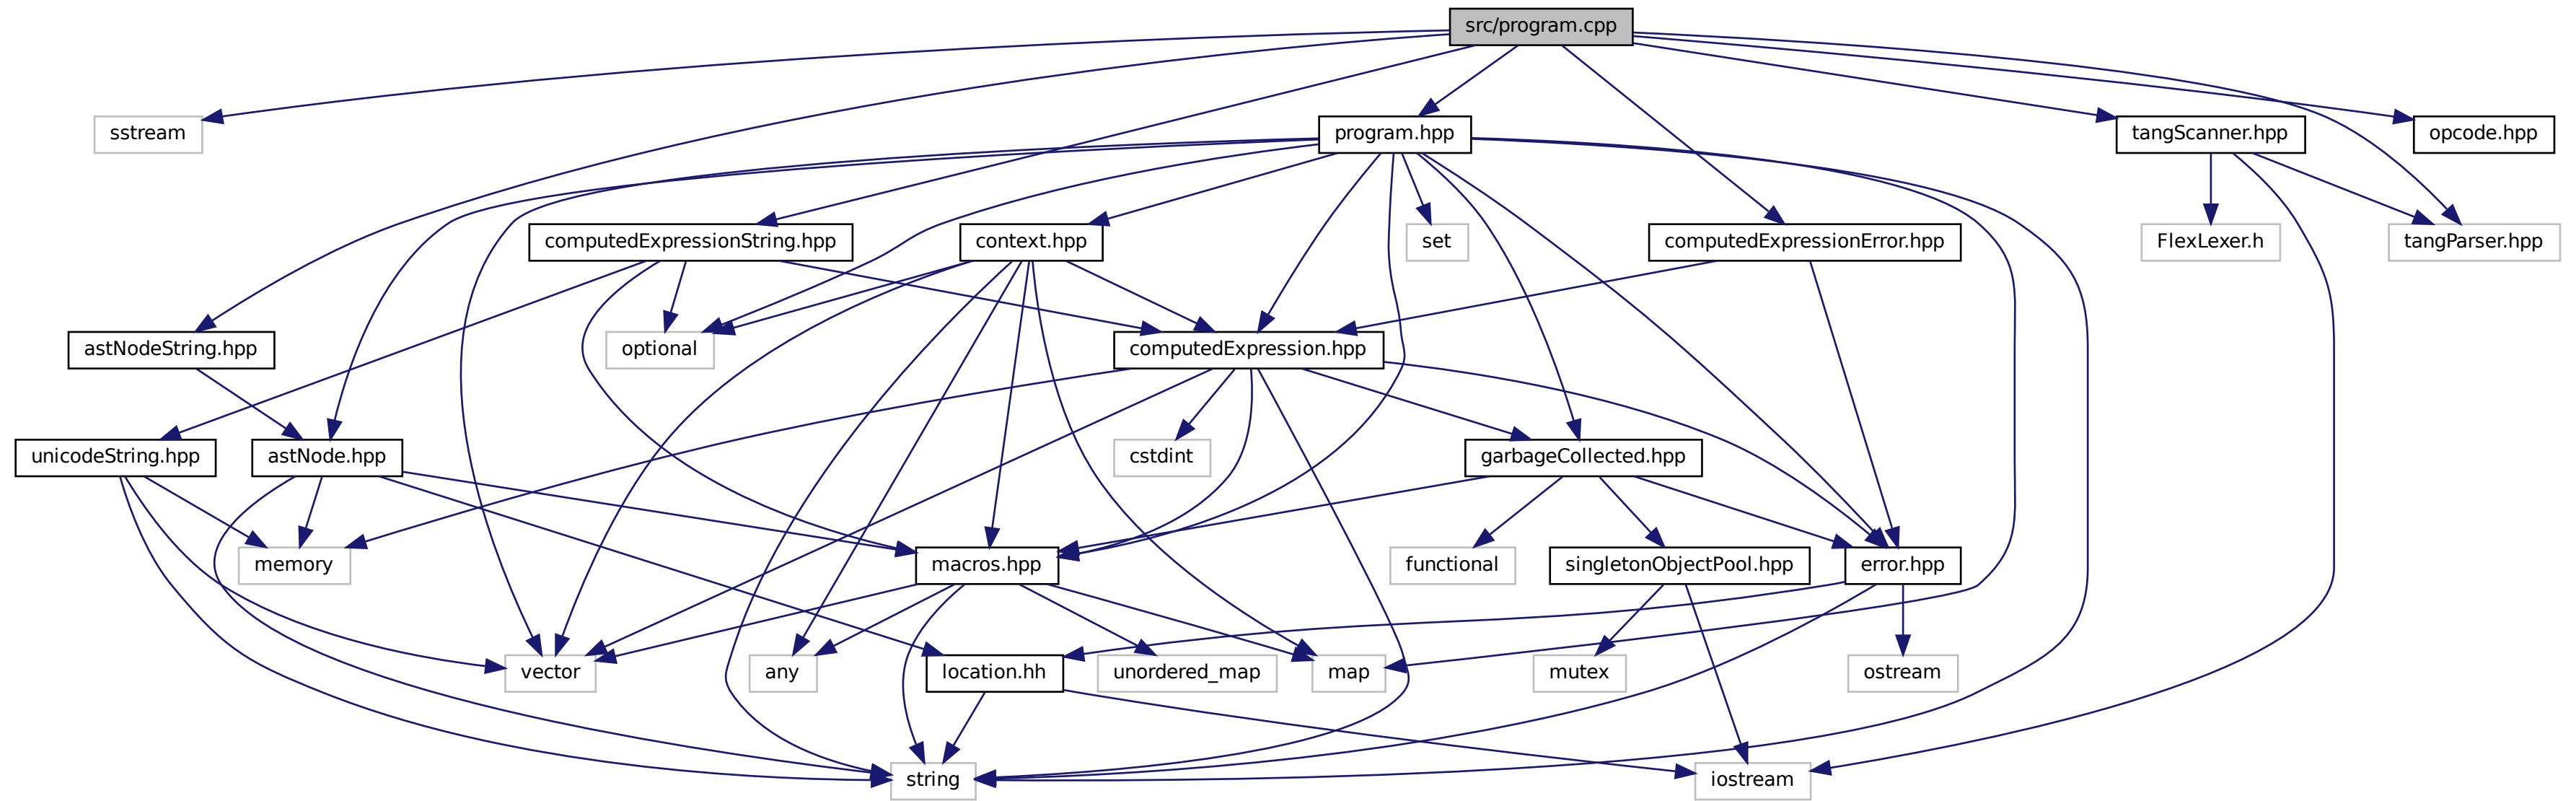 src/program.cpp
sstream
program.hpp
tangScanner.hpp
opcode.hpp
computedExpressionString.hpp
context.hpp
set
computedExpressionError.hpp
FlexLexer.h
tangParser.hpp
astNodeString.hpp
optional
computedExpression.hpp
unicodeString.hpp
astNode.hpp
cstdint
garbageCollected.hpp
memory
macros.hpp
functional
singletonObjectPool.hpp
error.hpp
vector
any
location.hh
unordered_map
map
mutex
ostream
string
iostream